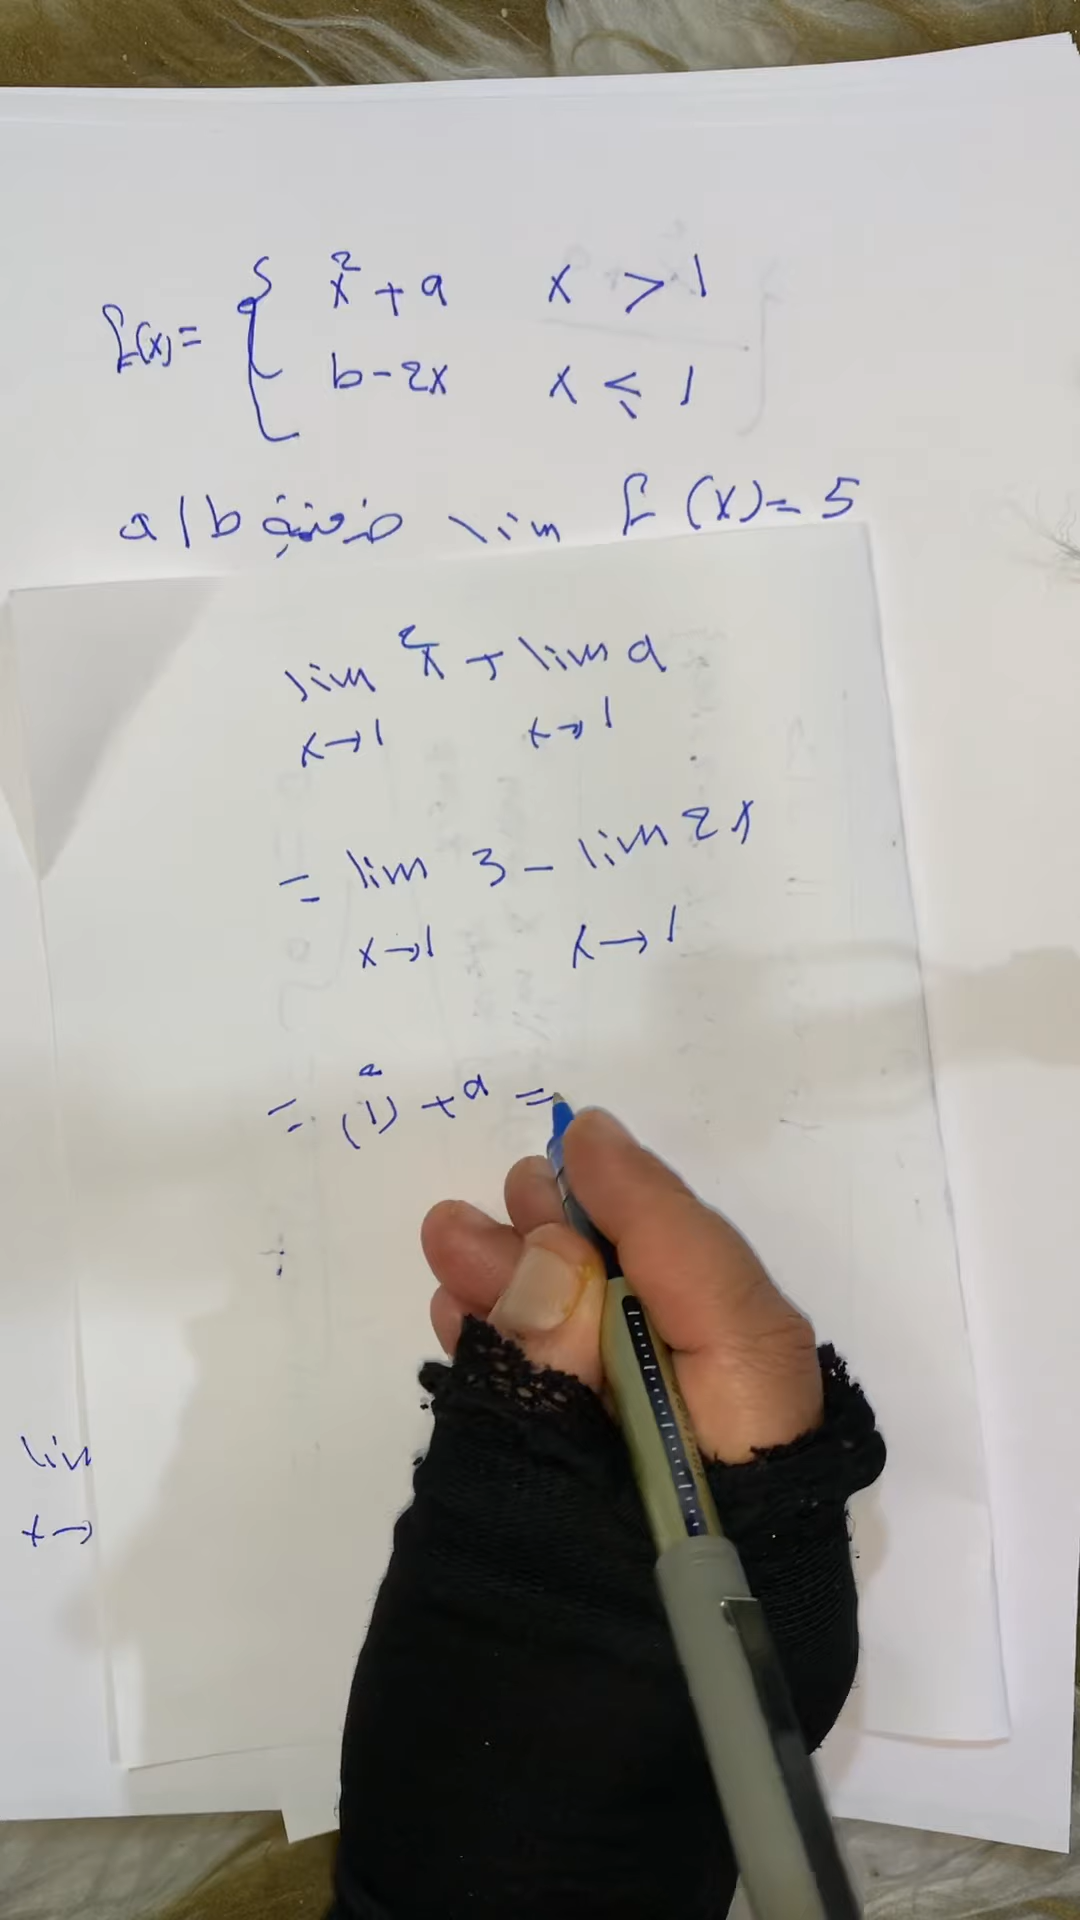 f(x) = { x² + a    x > 1
b - 2x    x ≤ 1
a / b lim f(x) = 5
lim x² + lim a
x→1    x→1
= lim 3 - lim 2x
x→1    x→1
= (1)² + a =
lim
x→